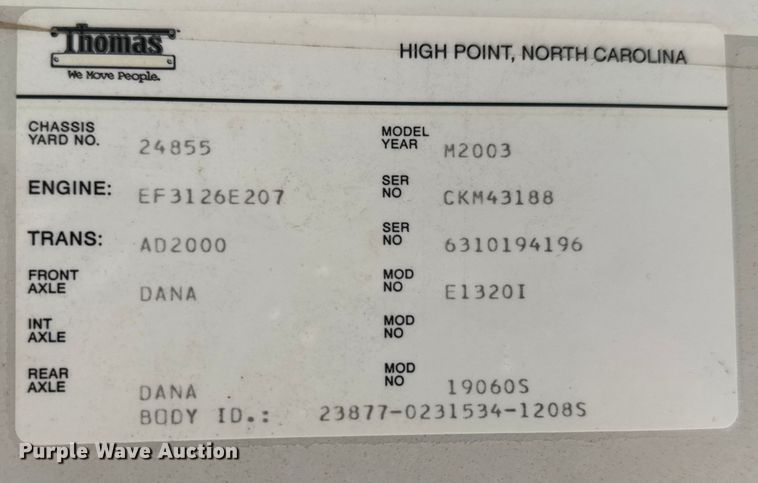 Thomas
We Move People.
HIGH POINT, NORTH CAROLINA
CHASSIS YARD NO. 24855 MODEL YEAR M2003
ENGINE: EF3126E207 SER NO CKM43188
TRANS: AD2000 SER NO 6310194196
FRONT AXLE DANA MOD NO E1320I
INT AXLE MOD NO
REAR AXLE DANA MOD NO 19060S
BODY ID.: 23877-0231534-1208S
Purple Wave Auction